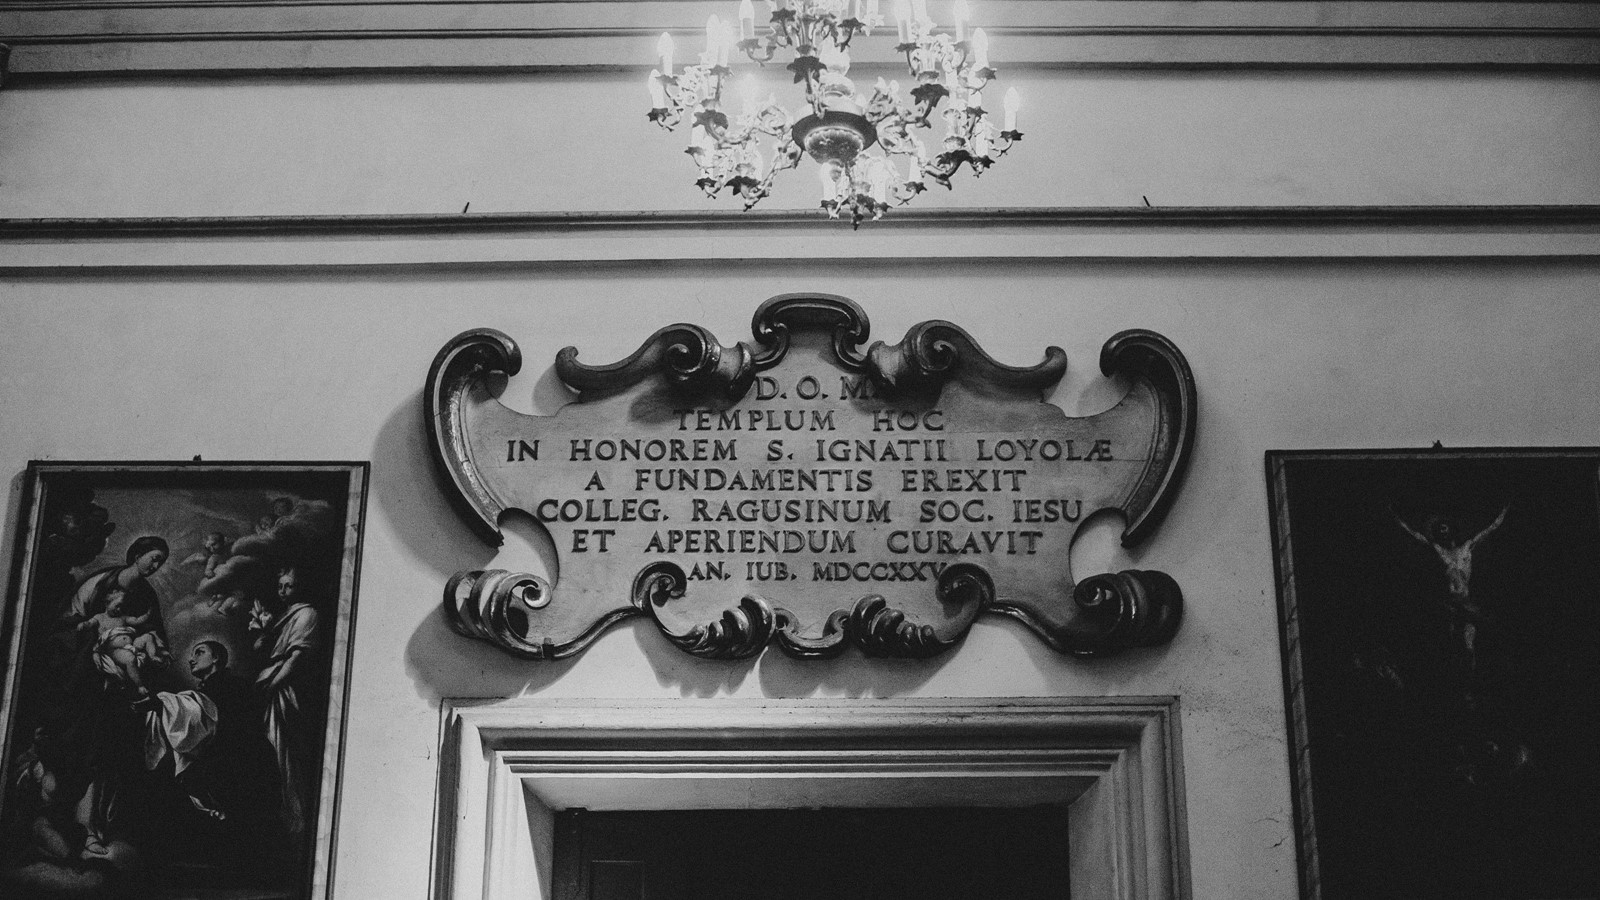 D. O. M.
TEMPLUM HOC
IN HONOREM S. IGNATII LOYOLÆ
A FUNDAMENTIS EREXIT
COLLEG. RAGUSINUM SOC. IESU
ET APERIENDUM CURAVIT
AN. IUB. MDCCXXV